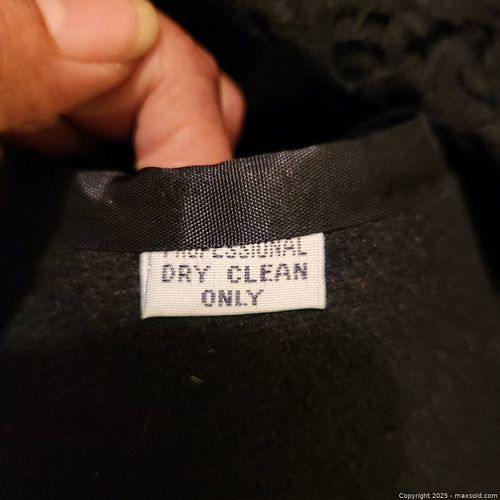 PROFESSIONAL
DRY CLEAN
ONLY
Copyright 2025 - maxsold.com